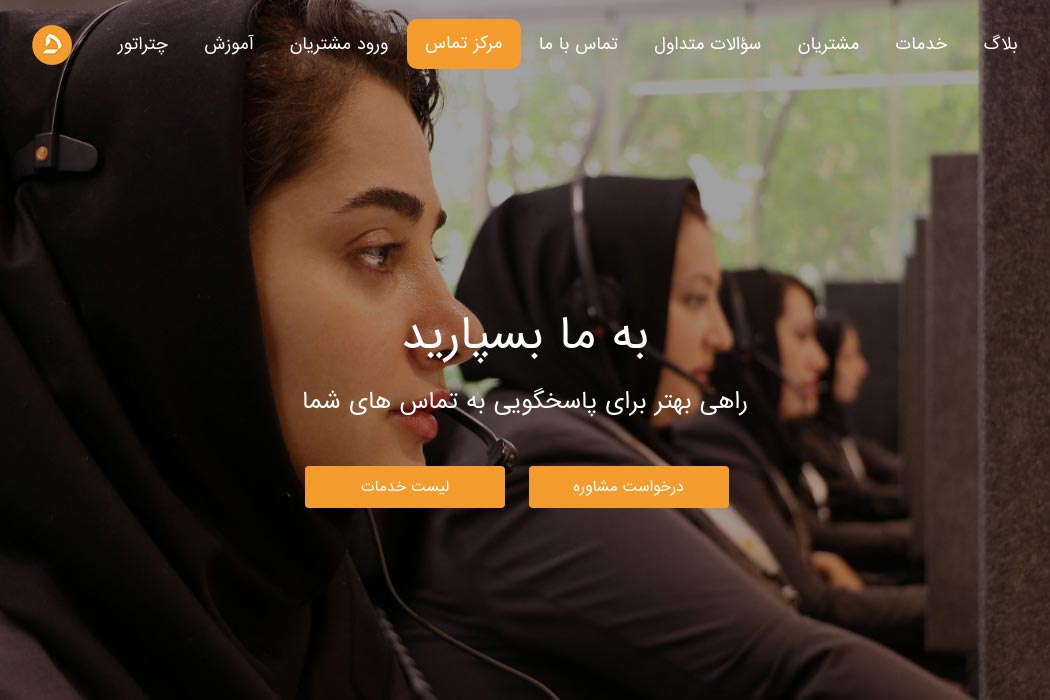 بلاگ
خدمات
مشتریان
سؤالات متداول
تماس با ما
مرکز تماس
ورود مشتریان
آموزش
چتراتور
به ما بسپارید
راهی بهتر برای پاسخگویی به تماس های شما
درخواست مشاوره
لیست خدمات